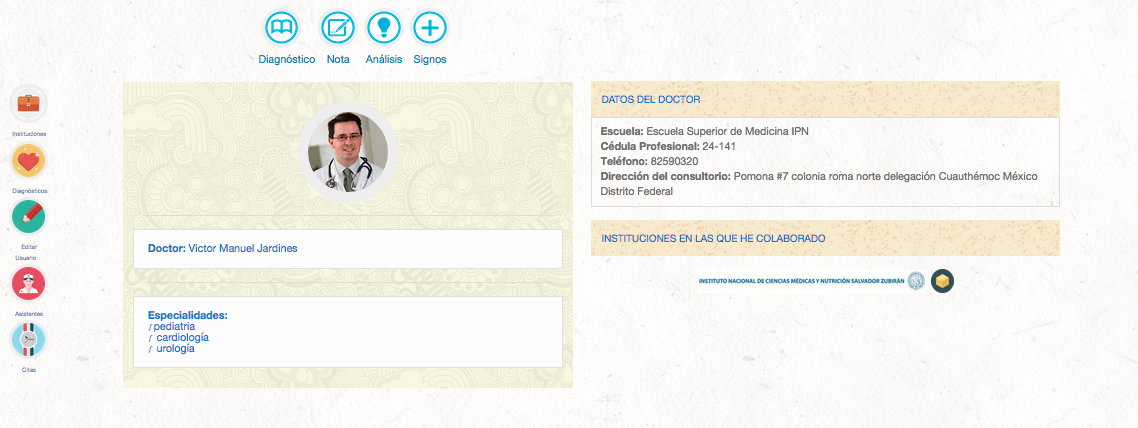 Diagnóstico Nota Análisis Signos
Instituciones
Diagnósticos
Editar
Usuario
Asistentes
Citas
Doctor: Victor Manuel Jardines
Especialidades:
ƒ pediatria
ƒ cardiología
ƒ urología
DATOS DEL DOCTOR
Escuela: Escuela Superior de Medicina IPN
Cédula Profesional: 24-141
Teléfono: 82590320
Dirección del consultorio: Pomona #7 colonia roma norte delegación Cuauthémoc México
Distrito Federal
INSTITUCIONES EN LAS QUE HE COLABORADO
INSTITUTO NACIONAL DE CIENCIAS MÉDICAS Y NUTRICIÓN SALVADOR ZUBIRÁN